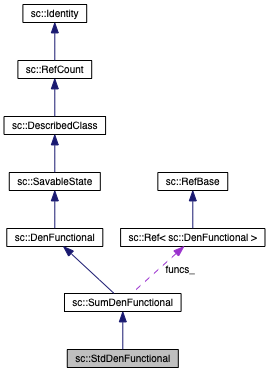 sc::Identity
sc::RefCount
sc::DescribedClass
sc::SavableState
sc::RefBase
sc::DenFunctional
sc::Ref< sc::DenFunctional >
funcs_
sc::SumDenFunctional
sc::StdDenFunctional